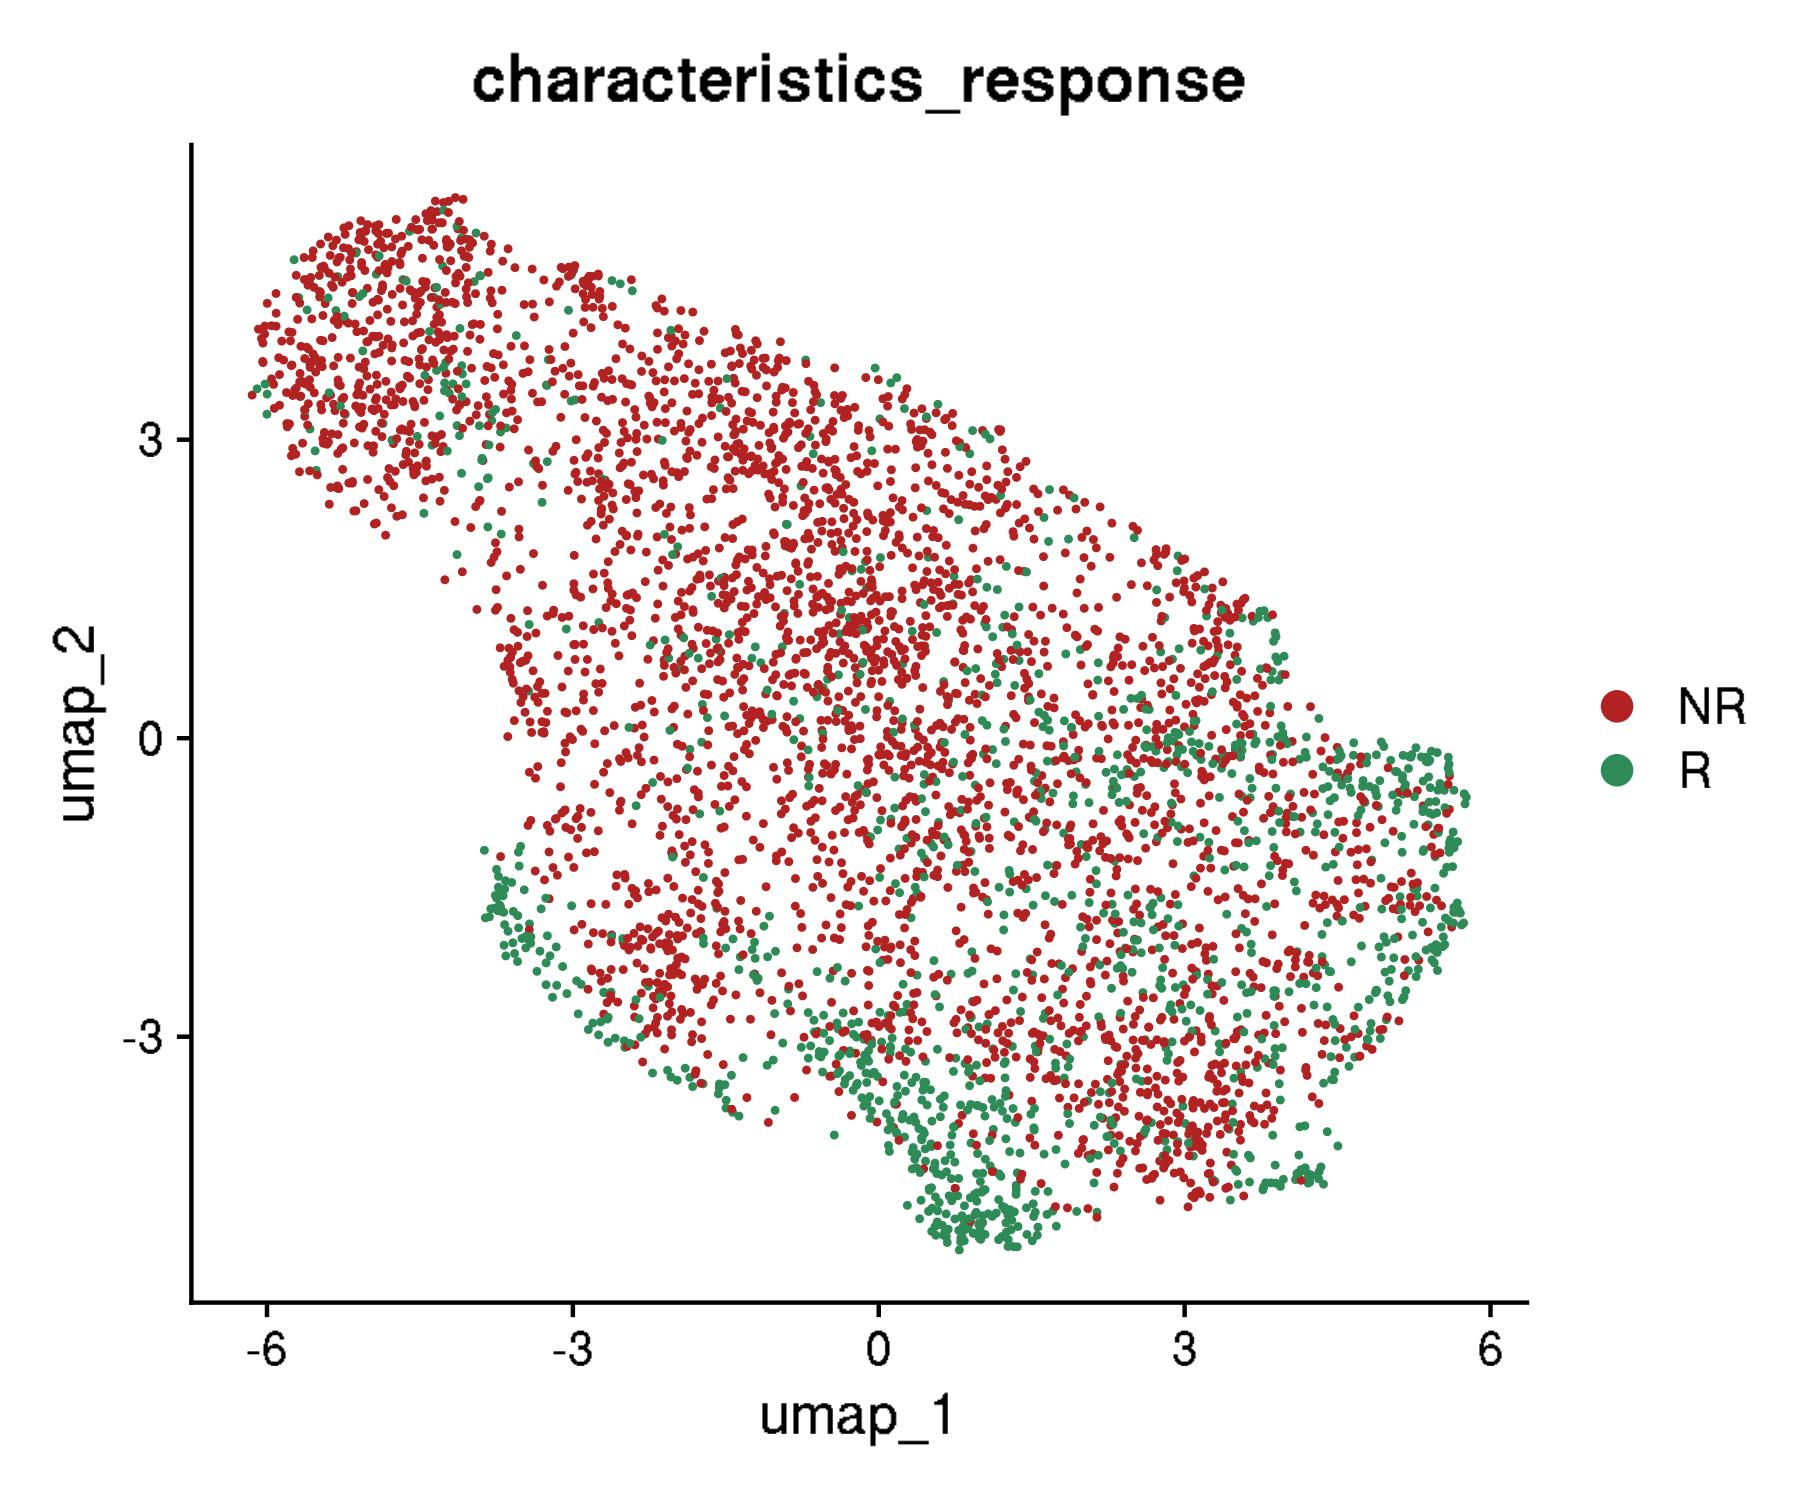 characteristics_response
umap_2
3
0
-3
-6
-3
0
3
6
umap_1
NR
R